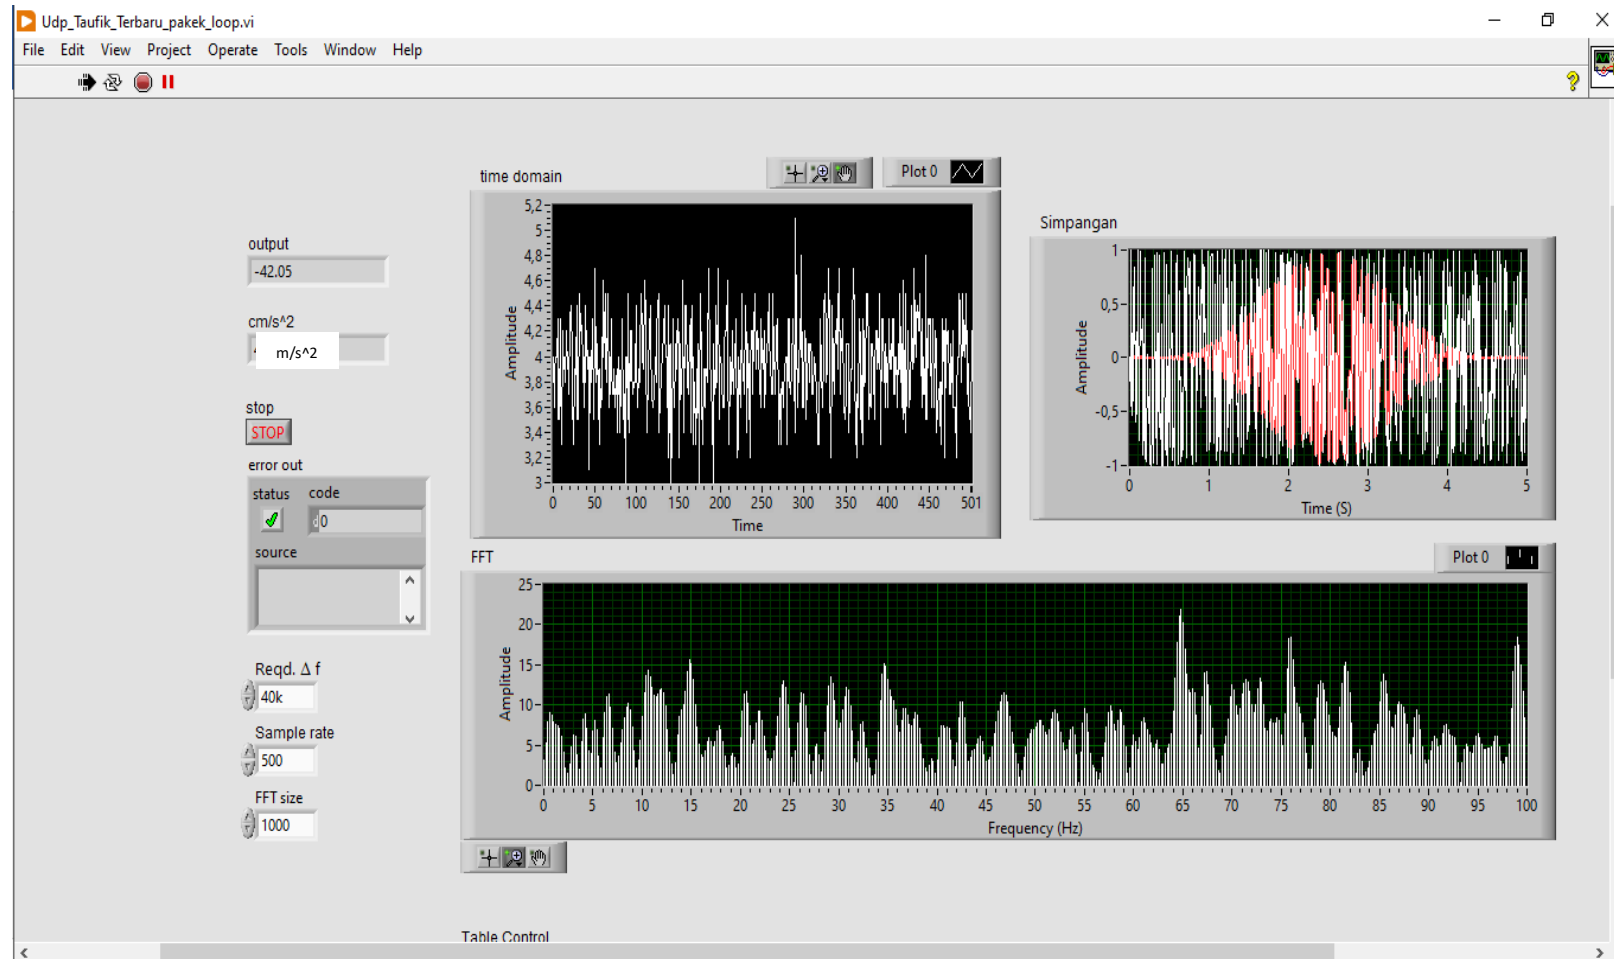 Udp_Taufik_Terbaru_pakek_loop.vi
File Edit View Project Operate Tools Window Help
time domain
Plot 0
5,2
5
4,8
4,6
4,4
4,2
4
3,8
3,6
3,4
3,2
3
Amplitude
0 50 100 150 200 250 300 350 400 450 501
Time
Simpangan
1
0,5
0
-0,5
-1
Amplitude
0 1 2 3 4 5
Time (S)
output
-42.05
cm/s^2
m/s^2
stop
STOP
error out
status code
d0
source
Reqd. Δ f
40k
Sample rate
500
FFT size
1000
FFT
Plot 0
25
20
15
10
5
0
Amplitude
0 5 10 15 20 25 30 35 40 45 50 55 60 65 70 75 80 85 90 95 100
Frequency (Hz)
Table Control